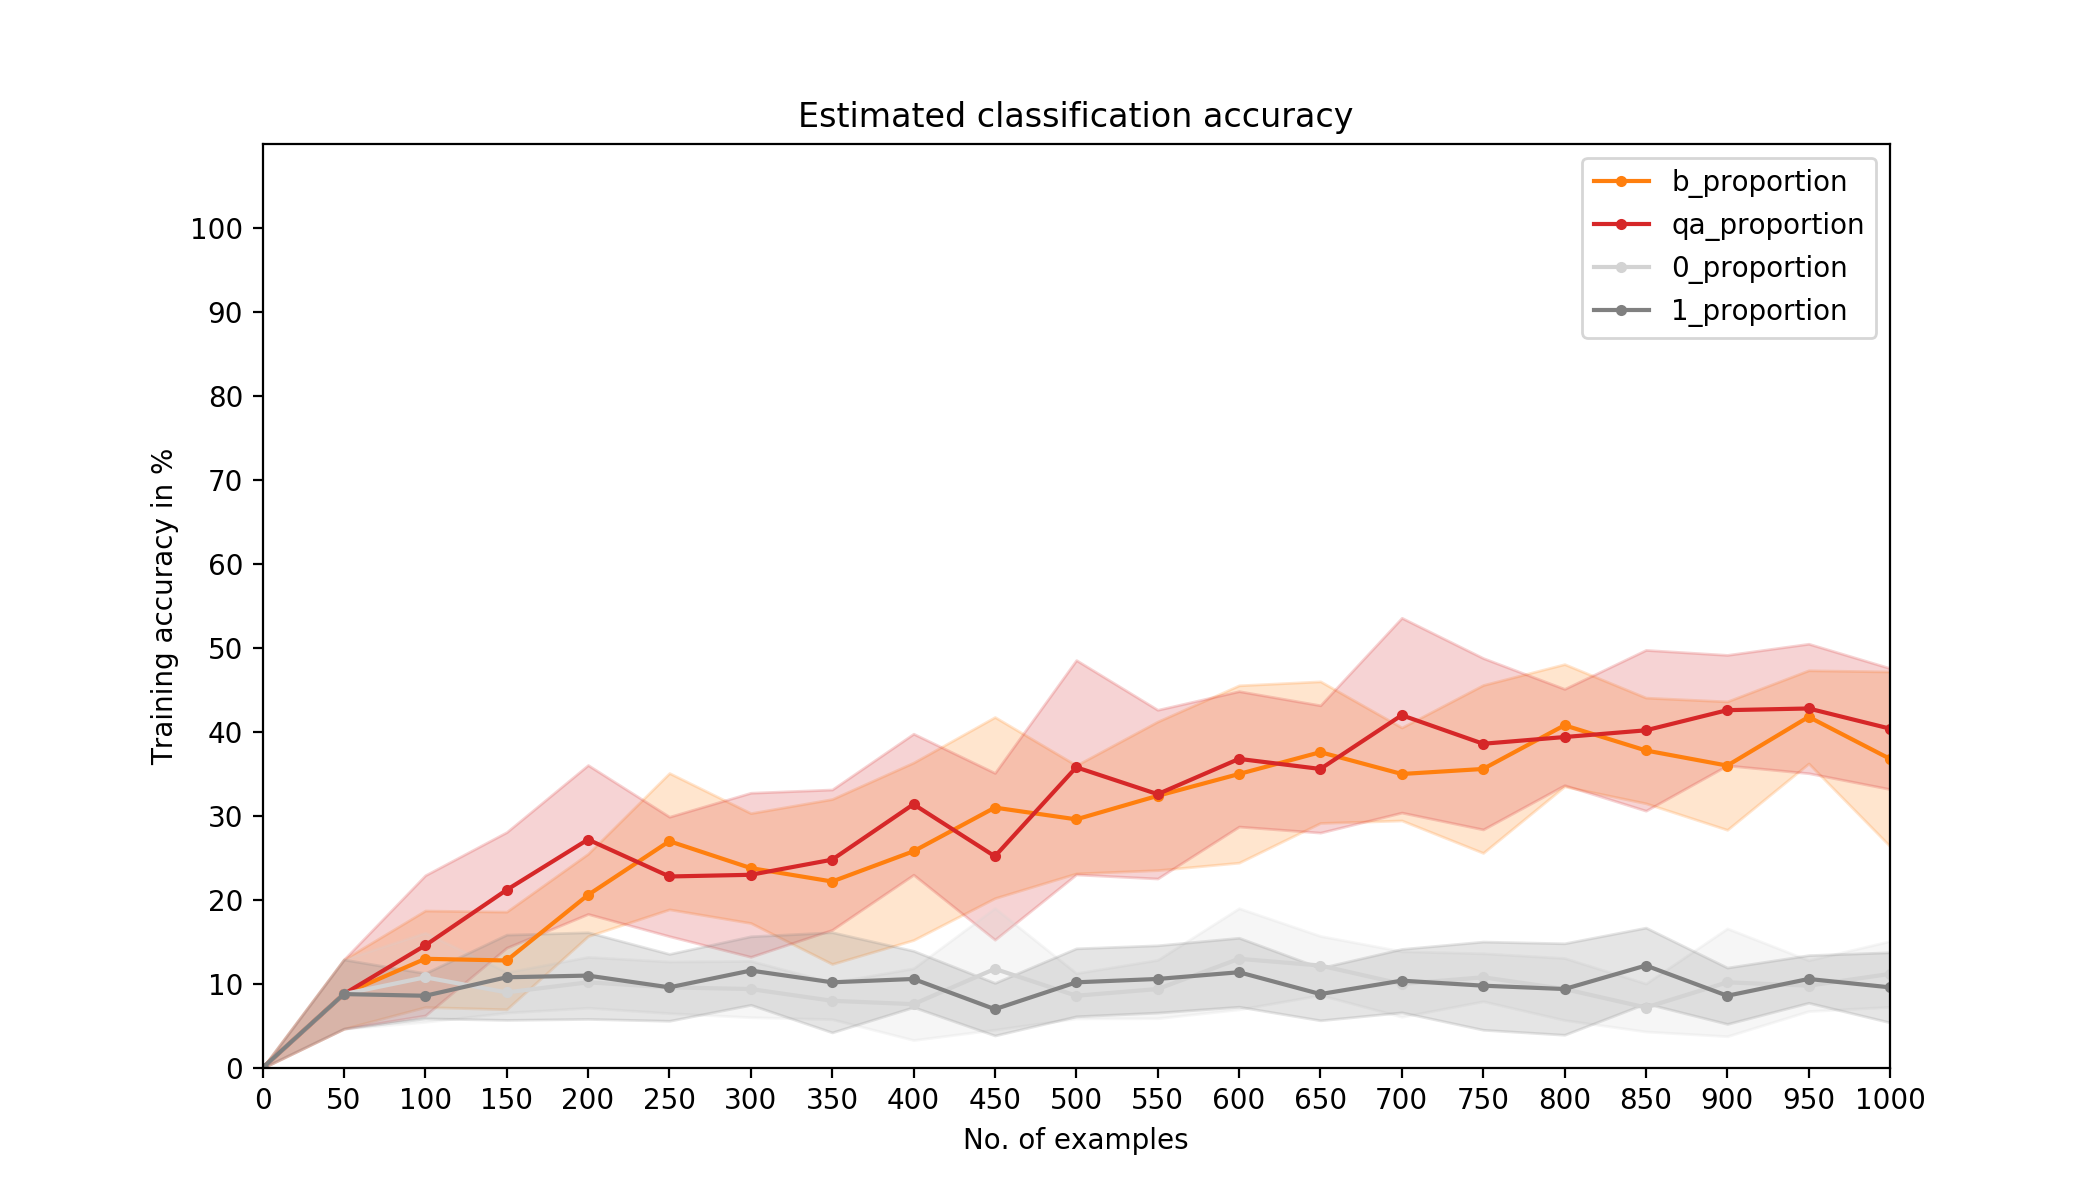 Estimated classification accuracy
b_proportion
qa_proportion
0_proportion
1_proportion
100
90
80
70
60
50
40
30
20
10
0
Training accuracy in %
0 50 100 150 200 250 300 350 400 450 500 550 600 650 700 750 800 850 900 950 1000
No. of examples